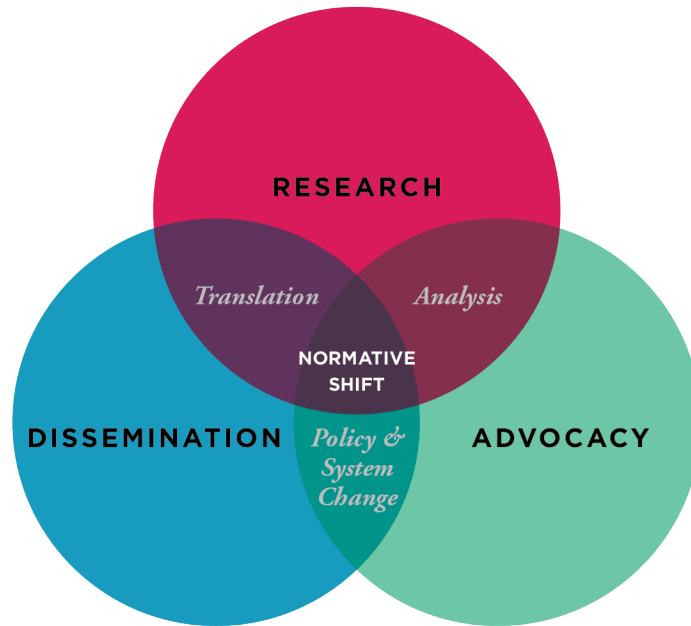 RESEARCH
Translation
Analysis
NORMATIVE
SHIFT
DISSEMINATION
ADVOCACY
Policy &
System
Change